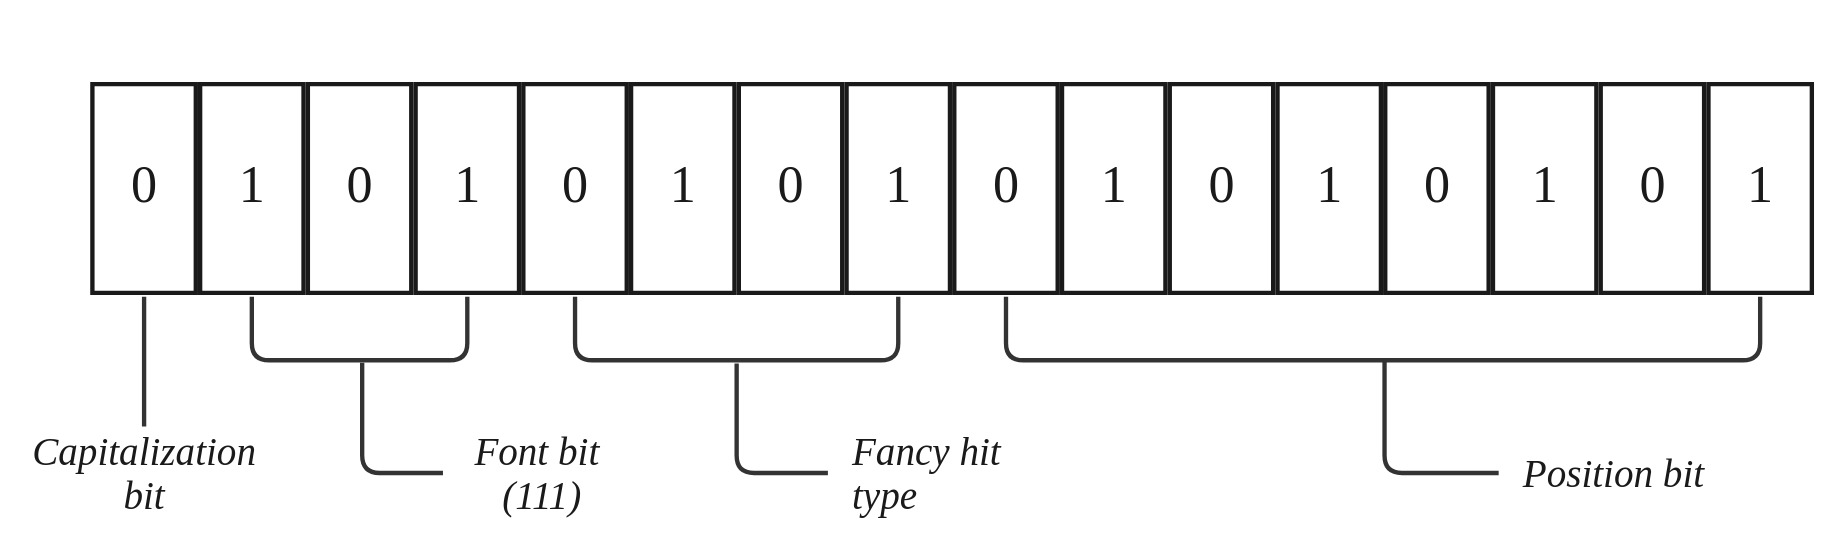 0 1 0 1 0 1 0 1 0 1 0 1 0 1 0 1
Capitalization
bit
Font bit
(111)
Fancy hit
type
Position bit